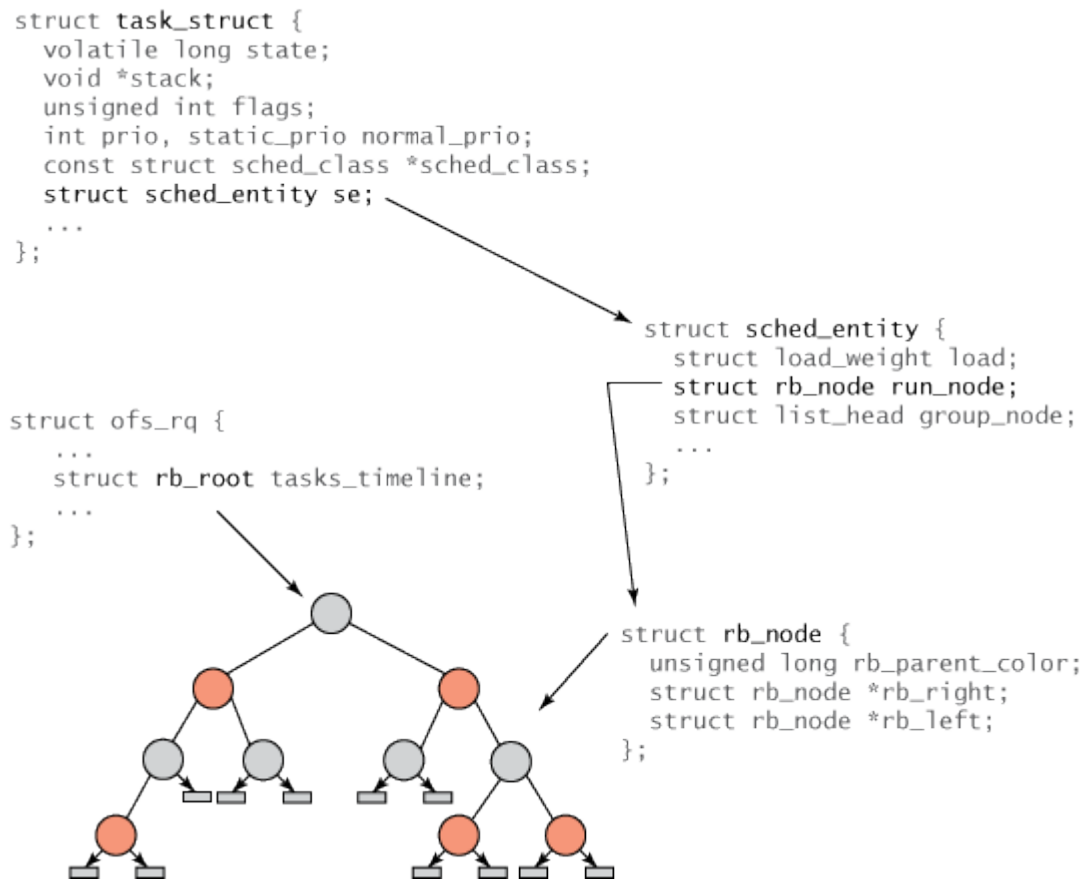 struct task_struct {
volatile long state;
void *stack;
unsigned int flags;
int prio, static_prio normal_prio;
const struct sched_class *sched_class;
struct sched_entity se;
...
};
struct sched_entity {
struct load_weight load;
struct rb_node run_node;
struct list_head group_node;
...
};
struct ofs_rq {
...
struct rb_root tasks_timeline;
...
};
struct rb_node {
unsigned long rb_parent_color;
struct rb_node *rb_right;
struct rb_node *rb_left;
};